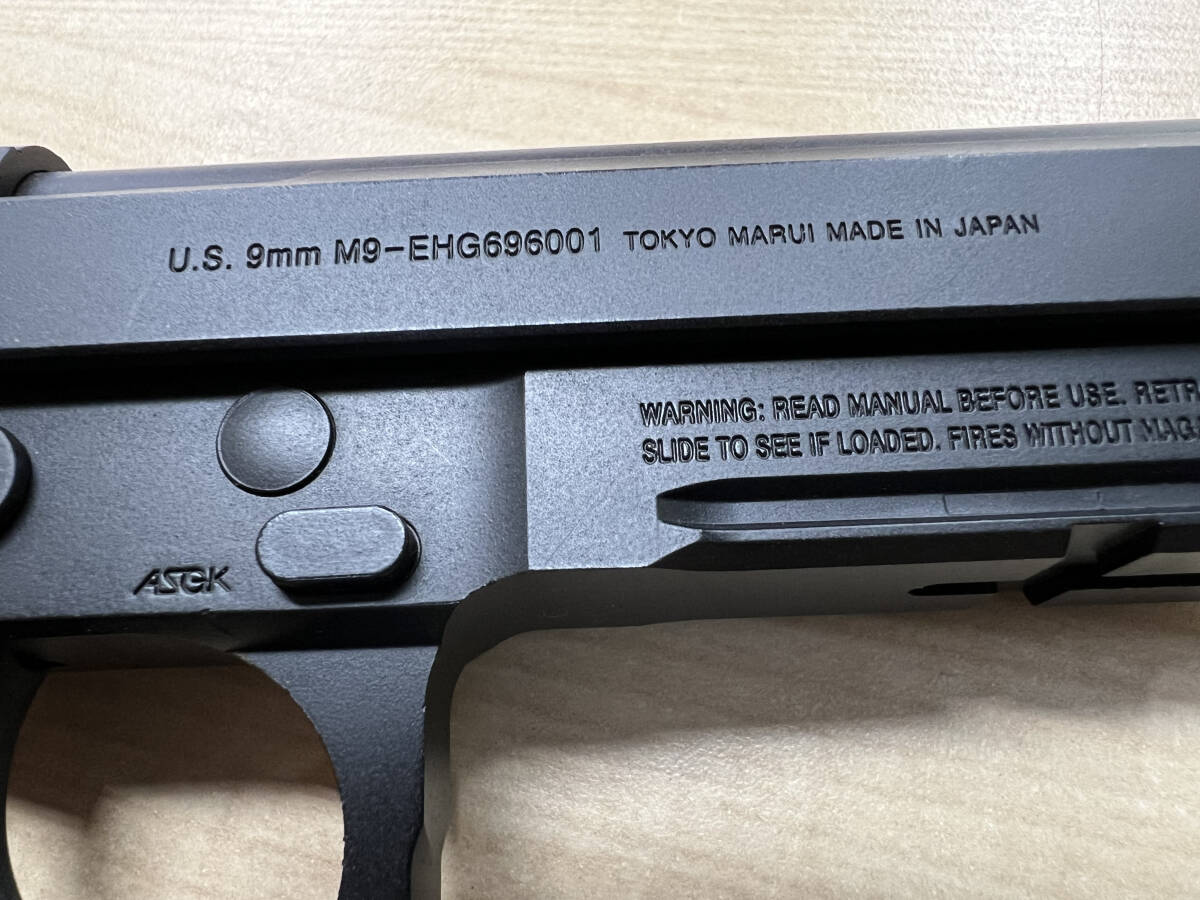 U.S. 9mm M9-EHG696001 TOKYO MARUI MADE IN JAPAN
WARNING: READ MANUAL BEFORE USE. RETR
SLIDE TO SEE IF LOADED. FIRES WITHOUT MAGA
ASGK